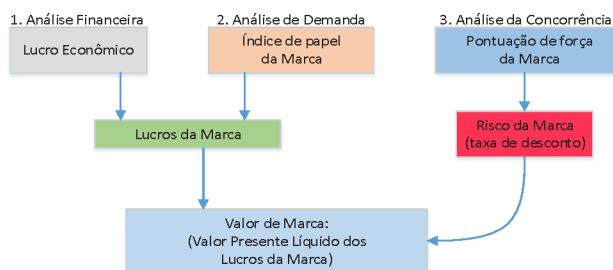 1. Análise Financeira
2. Análise de Demanda
3. Análise da Concorrência
Lucro Econômico
Índice de papel
da Marca
Pontuação de força
da Marca
Lucros da Marca
Risco da Marca
(taxa de desconto)
Valor de Marca:
(Valor Presente Líquido dos
Lucros da Marca)